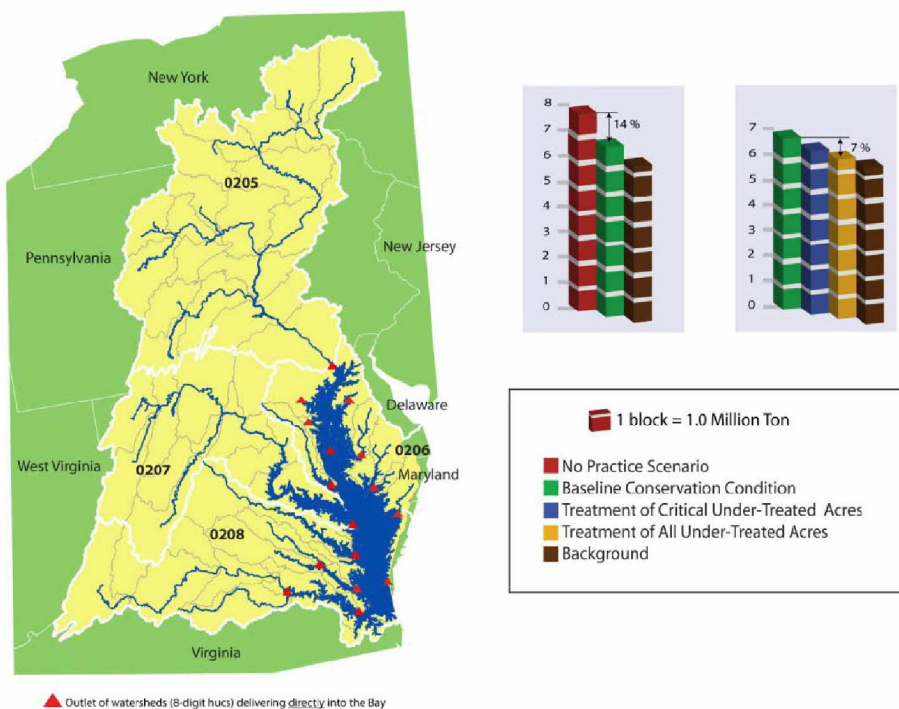 New York
0205
Pennsylvania
New Jersey
Delaware
0206
Maryland
West Virginia
0207
0208
Virginia
Outlet of watersheds (8-digit hucs) delivering directly into the Bay
8
7
6
5
4
3
2
1
0
14 %
7
6
5
4
3
2
1
0
7 %
1 block = 1.0 Million Ton
No Practice Scenario
Baseline Conservation Condition
Treatment of Critical Under-Treated Acres
Treatment of All Under-Treated Acres
Background